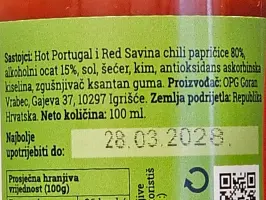 Sastojci: Hot Portugal i Red Savina chili papričice 80%,
alkoholni ocat 15%, sol, šećer, kim, antioksidans askorbinska
kiselina, zgušnjivač ksantan guma. Proizvođač: OPG Goran
Vrabec, Gajeva 37, 10297 Igrišće. Zemlja podrijetla: Republika
Hrvatska. Neto količina: 100 ml.
Najbolje
upotrijebiti do: 28.03.2028
Prosječna hranjiva
vrijednost (100g)